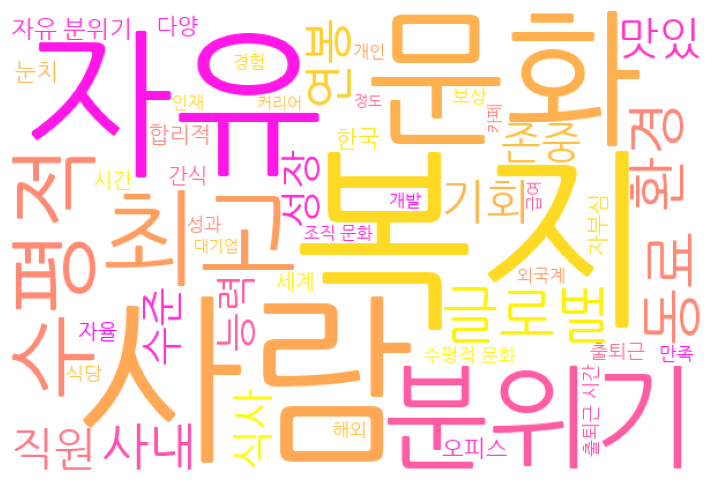 자유 분위기
다양
자유
연봉
개인
문화
맛있
눈치
경험
인재
커리어
정도
보상
카페
합리적
한국
존중
환경
수평적
시간
간식
성장
복지
개발
기회
급여
자부심
최고
성과
대기업
조직 문화
동료
세계
외국계
사람
수준
능력
글로벌
자율
식당
수평적 문화
출퇴근
만족
분위기
출퇴근 시간
직원
사내
식사
해외
오피스